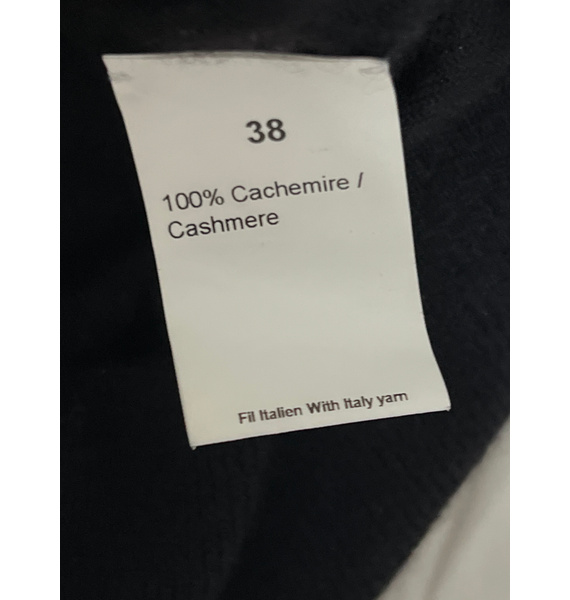 38
100% Cachemire /
Cashmere
Fil Italien With Italy yarn